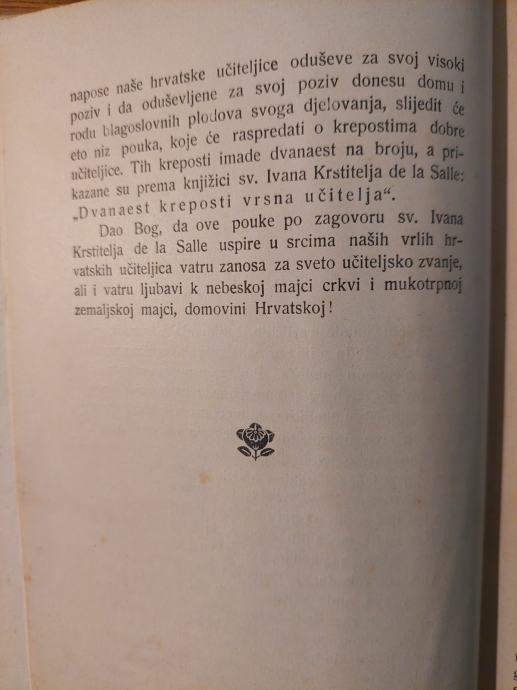 napose naše hrvatske učiteljice oduševe za svoj visoki
poziv i da oduševljene za svoj poziv donesu domu i
rodu blagoslovnih plodova svoga djelovanja, slijedit će
eto niz pouka, koje će raspredati o krepostima dobre
učiteljice. Tih kreposti imade dvanaest na broju, a pri-
kazane su prema knjižici sv. Ivana Krstitelja de la Salle:
„Dvanaest kreposti vrsna učitelja“.
Dao Bog, da ove pouke po zagovoru sv. Ivana
Krstitelja de la Salle uspire u srcima naših vrlih hr-
vatskih učiteljica vatru zanosa za sveto učiteljsko zvanje,
ali i vatru ljubavi k nebeskoj majci crkvi i mukotrpnoj
zemaljskoj majci, domovini Hrvatskoj!